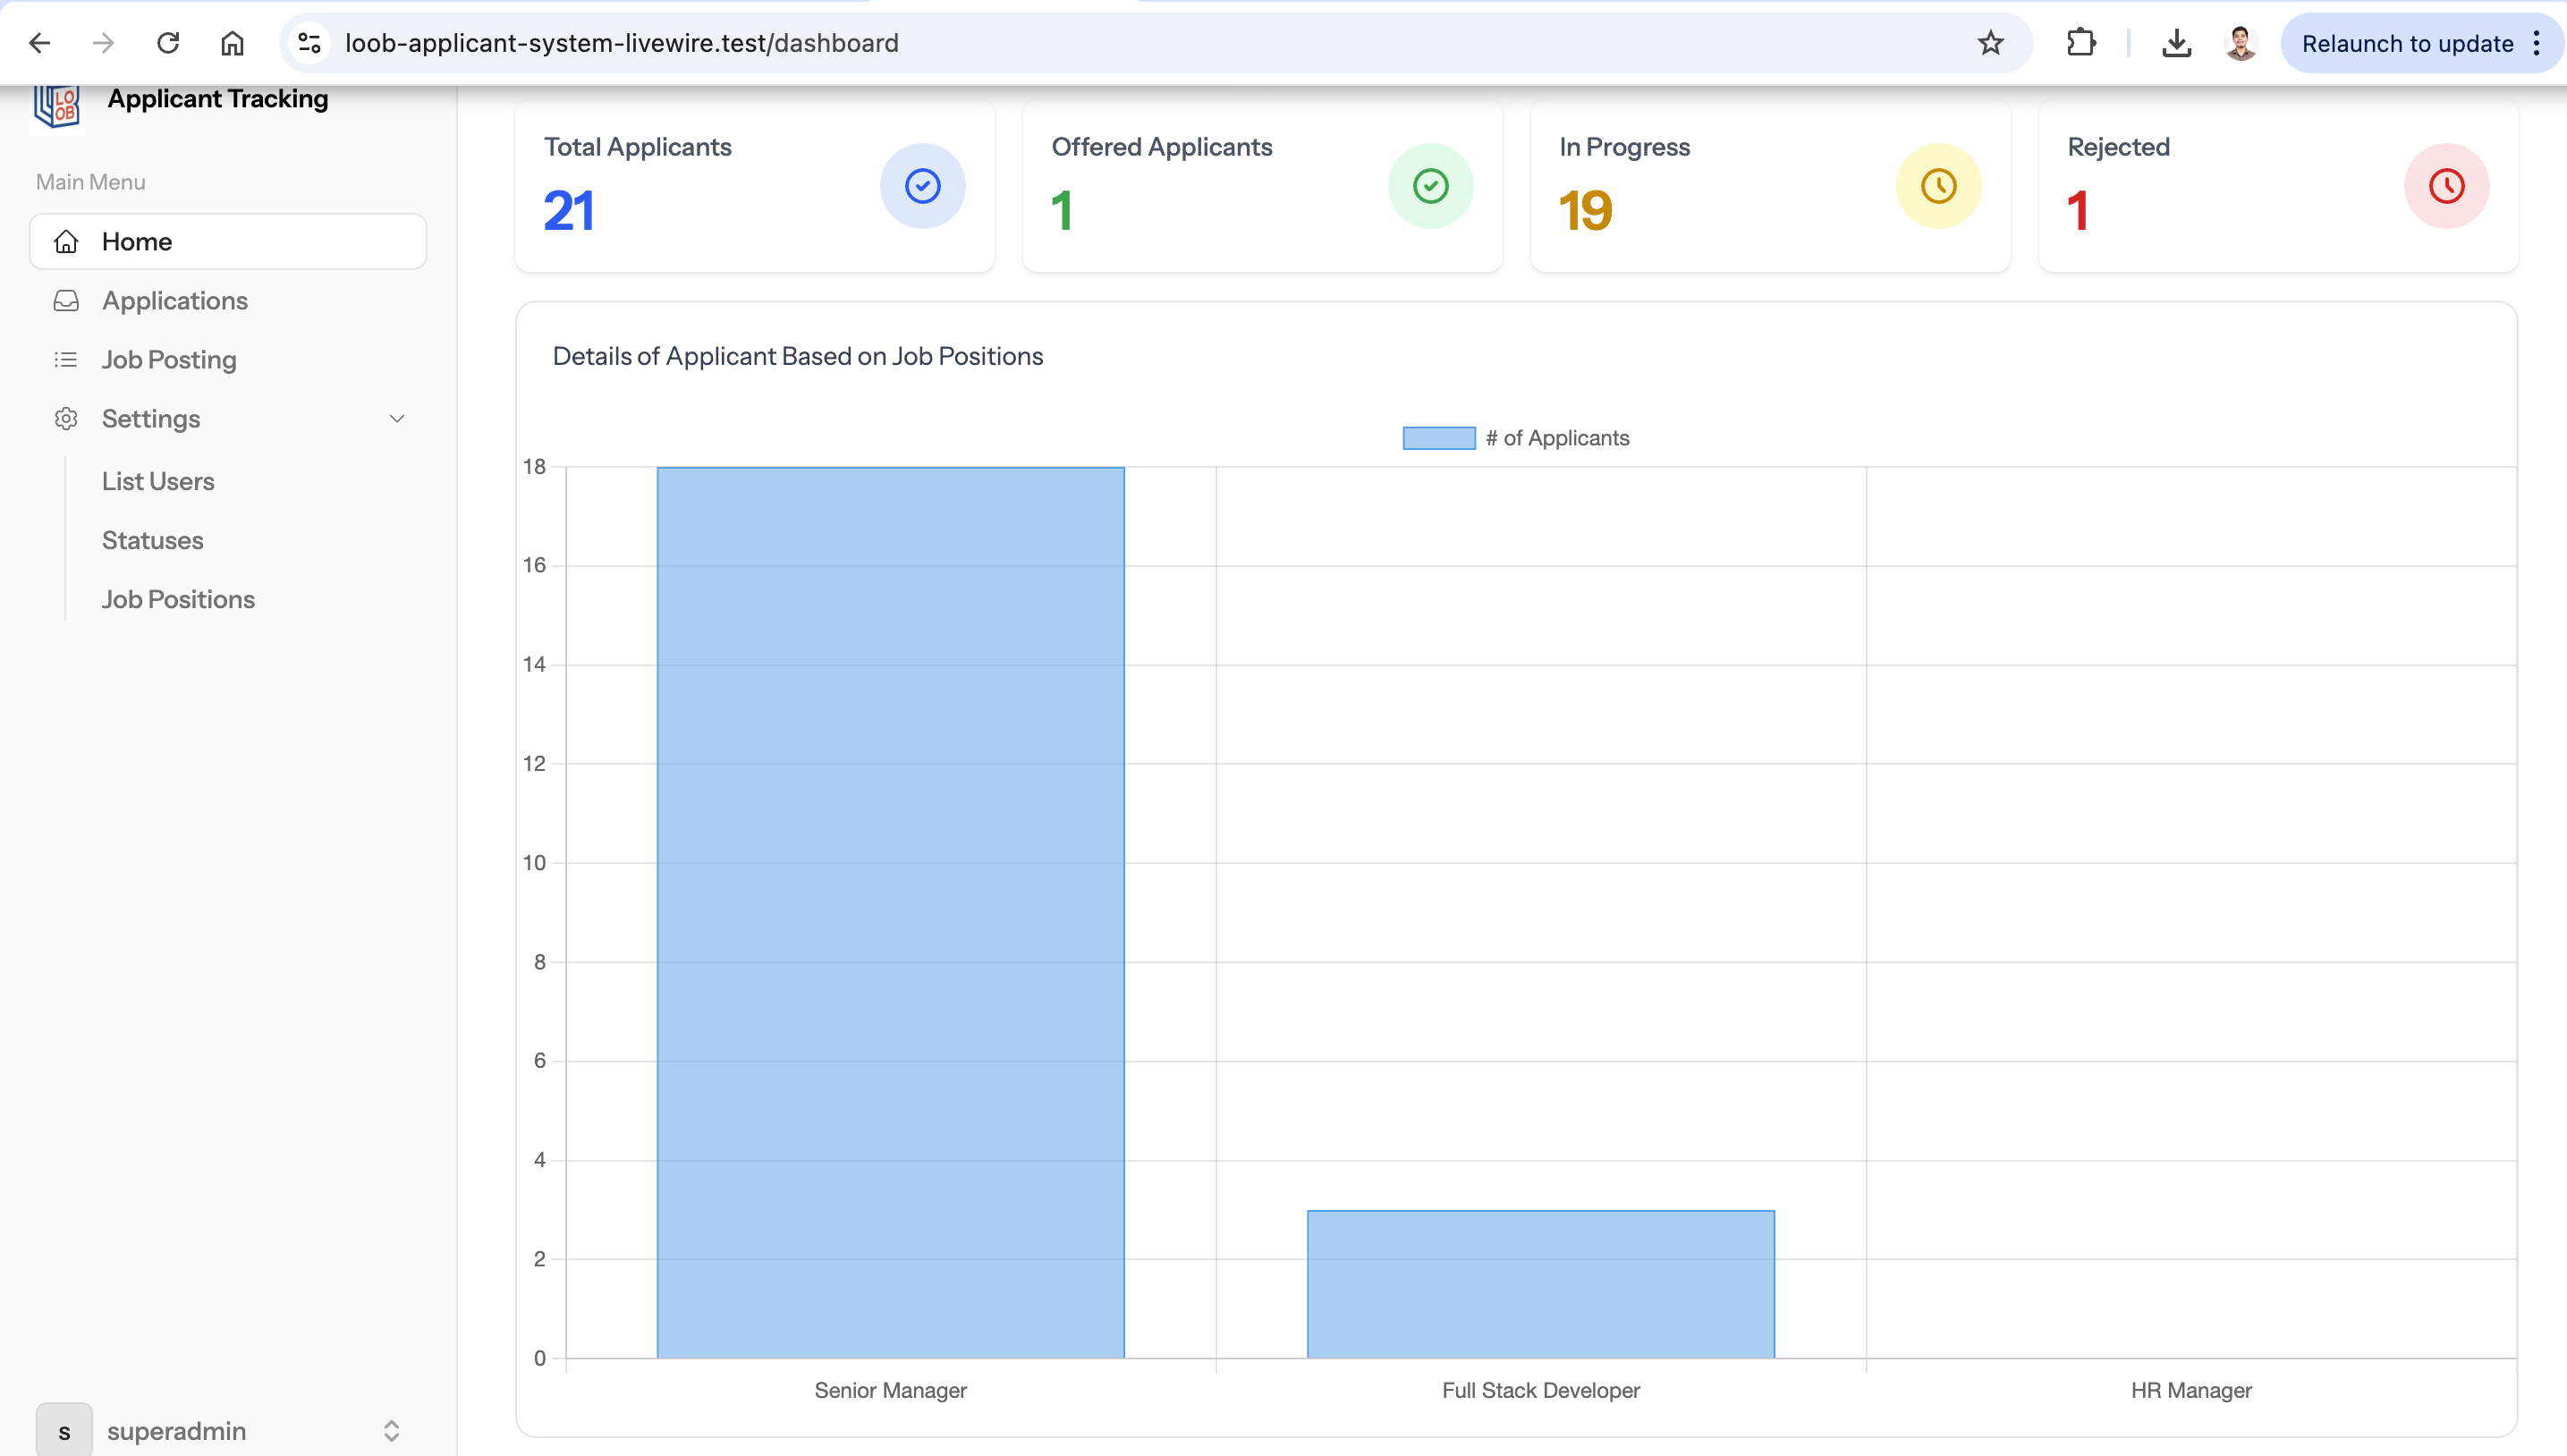 loob-applicant-system-livewire.test/dashboard
Relaunch to update
LO
OB
Applicant Tracking
Main Menu
Home
Applications
Job Posting
Settings
List Users
Statuses
Job Positions
s
superadmin
Total Applicants
21
Offered Applicants
1
In Progress
19
Rejected
1
Details of Applicant Based on Job Positions
# of Applicants
18
16
14
12
10
8
6
4
2
0
Senior Manager
Full Stack Developer
HR Manager